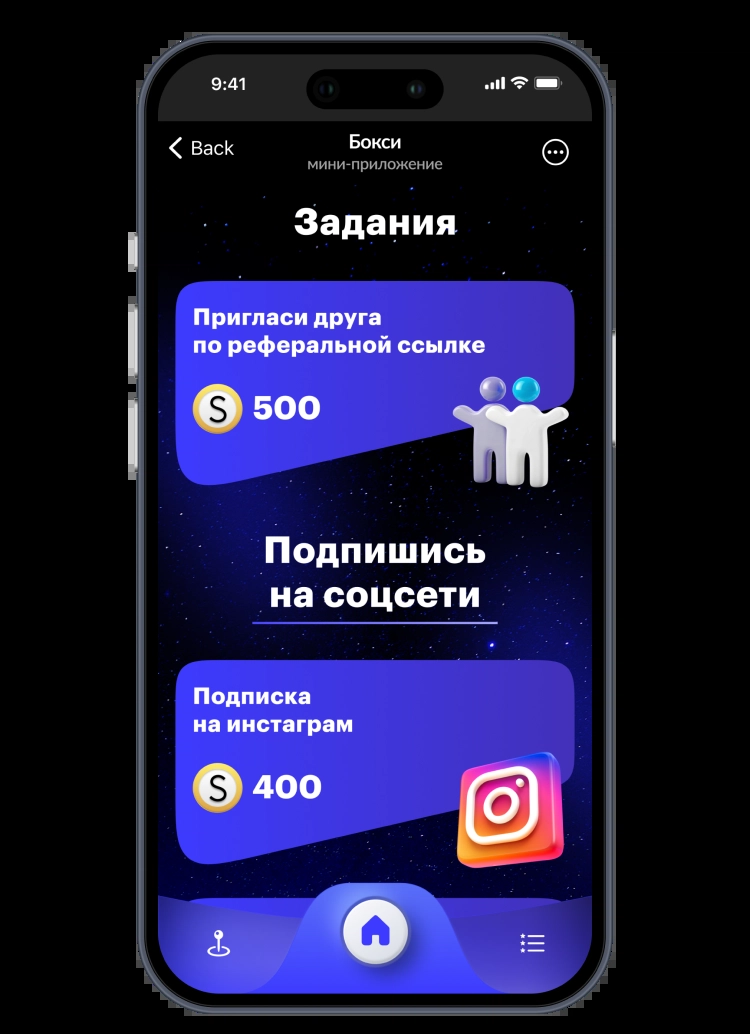 9:41
Back
Бокси
мини-приложение
Задания
Пригласи друга
по реферальной ссылке
S 500
Подпишись
на соцсети
Подписка
на инстаграм
S 400